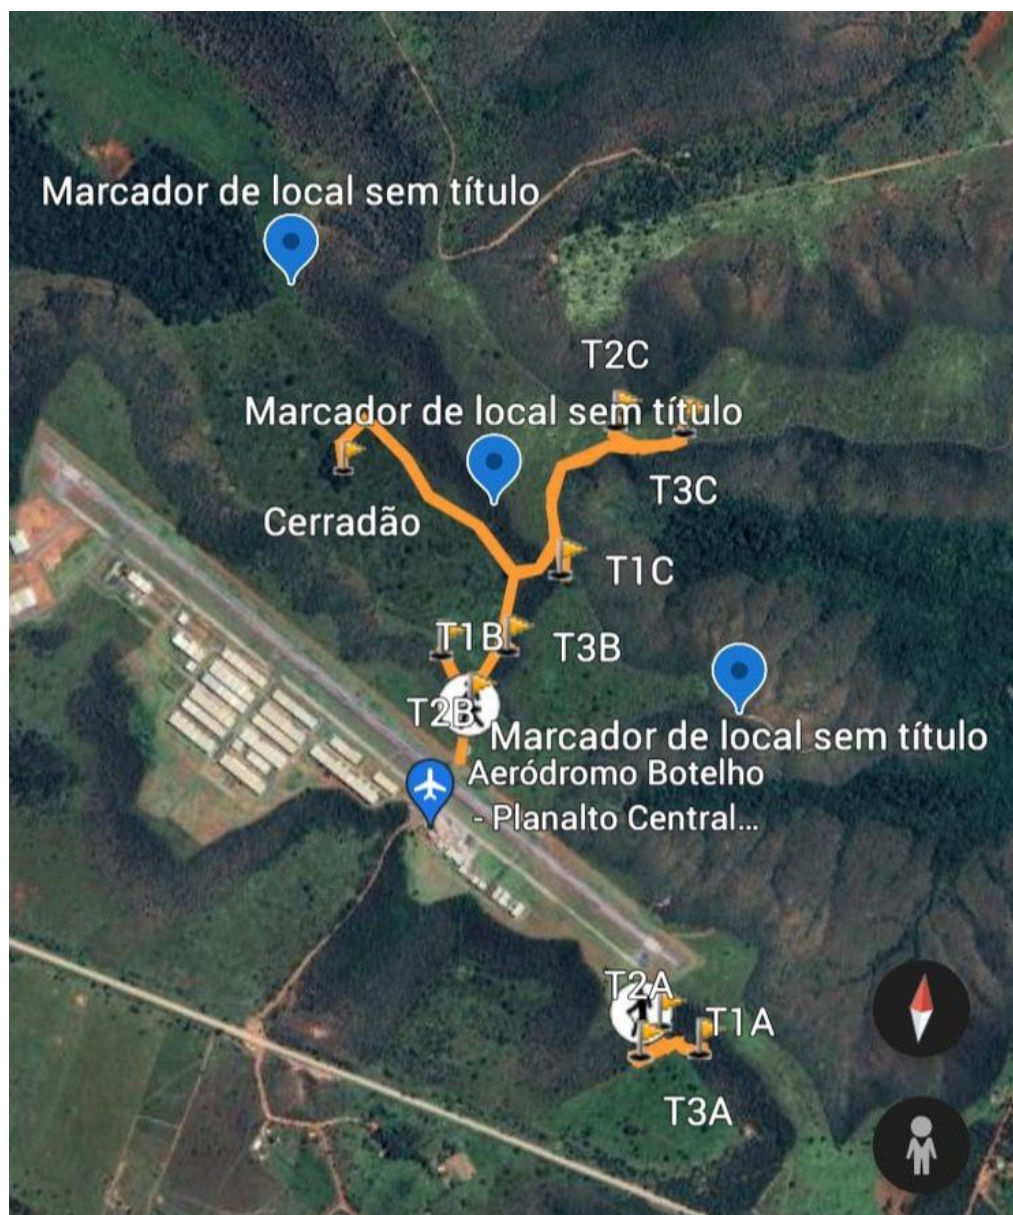 Marcador de local sem título
T2C
Marcador de local sem título
T3C
Cerradão
T1C
T1B
T3B
T2B
Marcador de local sem título
Aeródromo Botelho
- Planalto Central...
T2A
T1A
T3A